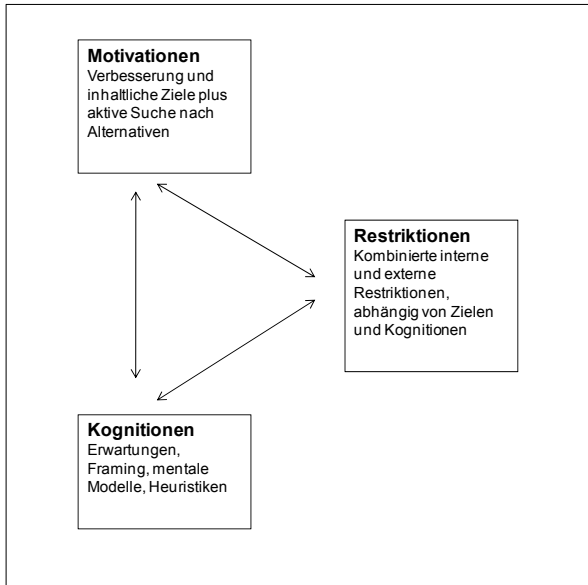 Motivationen
Verbesserung und
inhaltliche Ziele plus
aktive Suche nach
Alternativen
Restriktionen
Kombinierte interne
und externe
Restriktionen,
abhängig von Zielen
und Kognitionen
Kognitionen
Erwartungen,
Framing, mentale
Modelle, Heuristiken